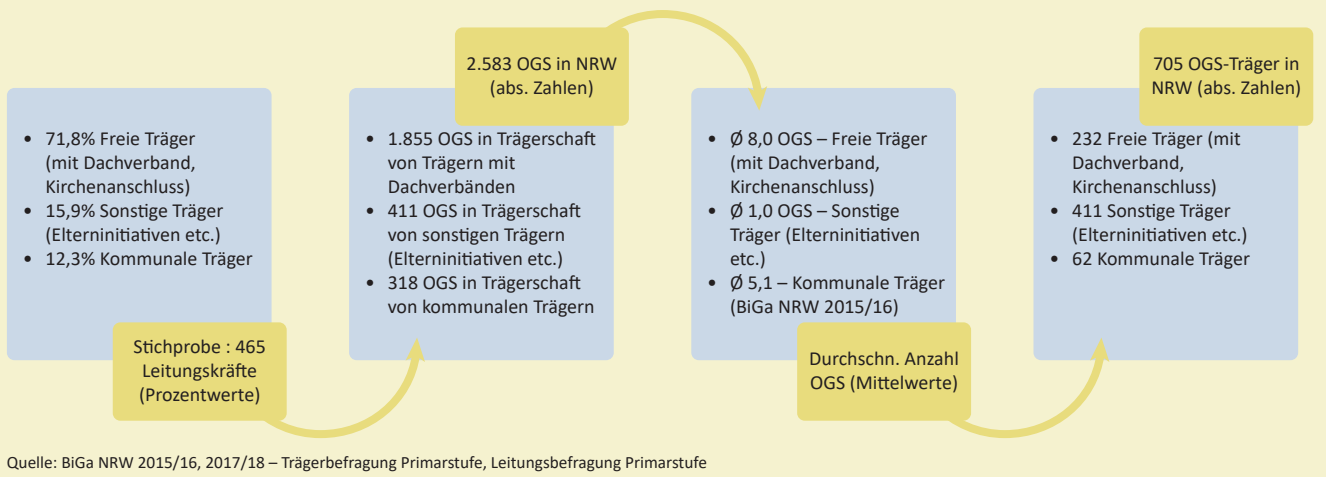 • 71,8% Freie Träger
(mit Dachverband,
Kirchenanschluss)
• 15,9% Sonstige Träger
(Elterninitiativen etc.)
• 12,3% Kommunale Träger
Stichprobe : 465
Leitungskräfte
(Prozentwerte)
2.583 OGS in NRW
(abs. Zahlen)
• 1.855 OGS in Trägerschaft
von Trägern mit
Dachverbänden
• 411 OGS in Trägerschaft
von sonstigen Trägern
(Elterninitiativen etc.)
• 318 OGS in Trägerschaft
von kommunalen Trägern
• Ø 8,0 OGS – Freie Träger
(mit Dachverband,
Kirchenanschluss)
• Ø 1,0 OGS – Sonstige
Träger (Elterninitiativen
etc.)
• Ø 5,1 – Kommunale Träger
(BiGa NRW 2015/16)
Durchschn. Anzahl
OGS (Mittelwerte)
705 OGS-Träger in
NRW (abs. Zahlen)
• 232 Freie Träger (mit
Dachverband,
Kirchenanschluss)
• 411 Sonstige Träger
(Elterninitiativen etc.)
• 62 Kommunale Träger
Quelle: BiGa NRW 2015/16, 2017/18 – Trägerbefragung Primarstufe, Leitungsbefragung Primarstufe